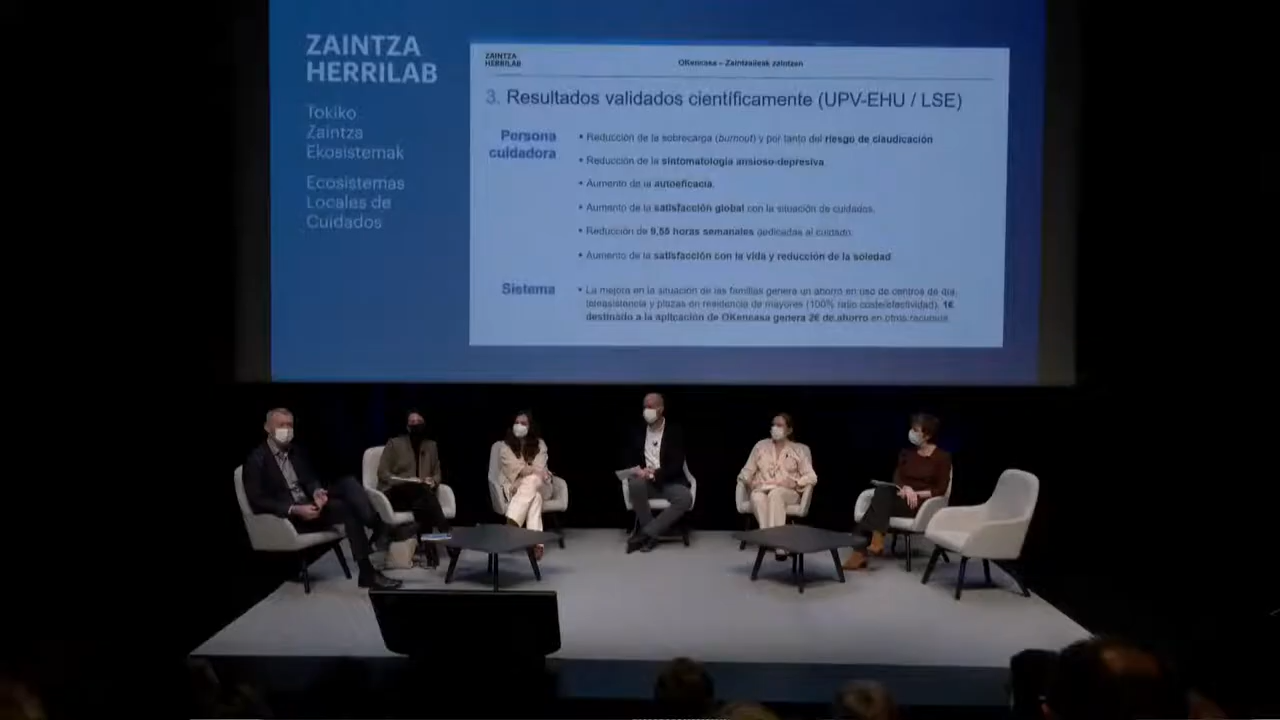 ZAINTZA
HERRILAB
Tokiko
Zaintza
Ekosistemak
Ecosistemas
Locales de
Cuidados
ZAINTZA
HERRILAB
OKencasa – Zaintzaileak zaintzen
3. Resultados validados científicamente (UPV-EHU / LSE)
Persona
cuidadora
• Reducción de la sobrecarga (burnout) y por tanto del riesgo de claudicación
• Reducción de la sintomatología ansioso-depresiva.
• Aumento de la autoeficacia.
• Aumento de la satisfacción global con la situación de cuidados.
• Reducción de 9,55 horas semanales dedicadas al cuidado.
• Aumento de la satisfacción con la vida y reducción de la soledad
Sistema
• La mejora en la situación de las familias genera un ahorro en uso de centros de día,
teleasistencia y plazas en residencia de mayores (100% ratio coste/efectividad). 1€
destinado a la aplicación de OKencasa genera 2€ de ahorro en otros recursos.